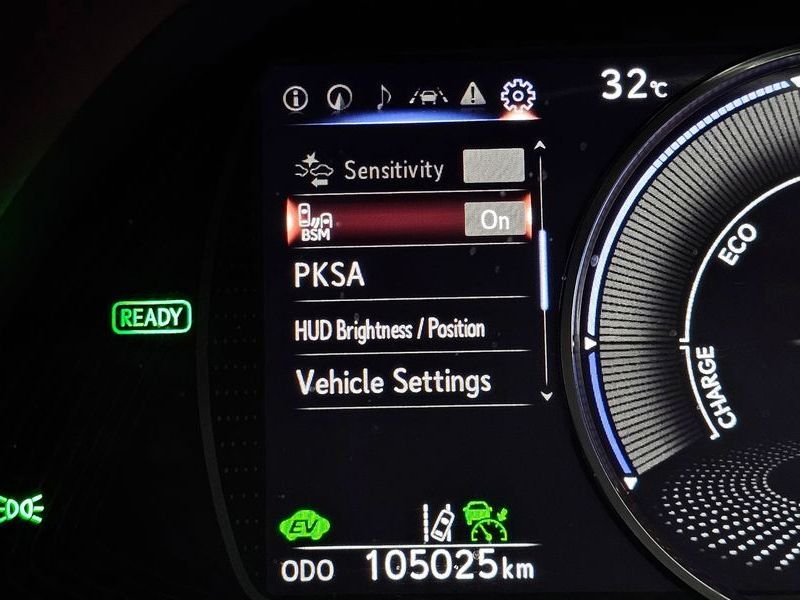 32°C
Sensitivity
BSM On
PKSA
HUD Brightness / Position
Vehicle Settings
READY
ECO
CHARGE
EV
ODO 105025km